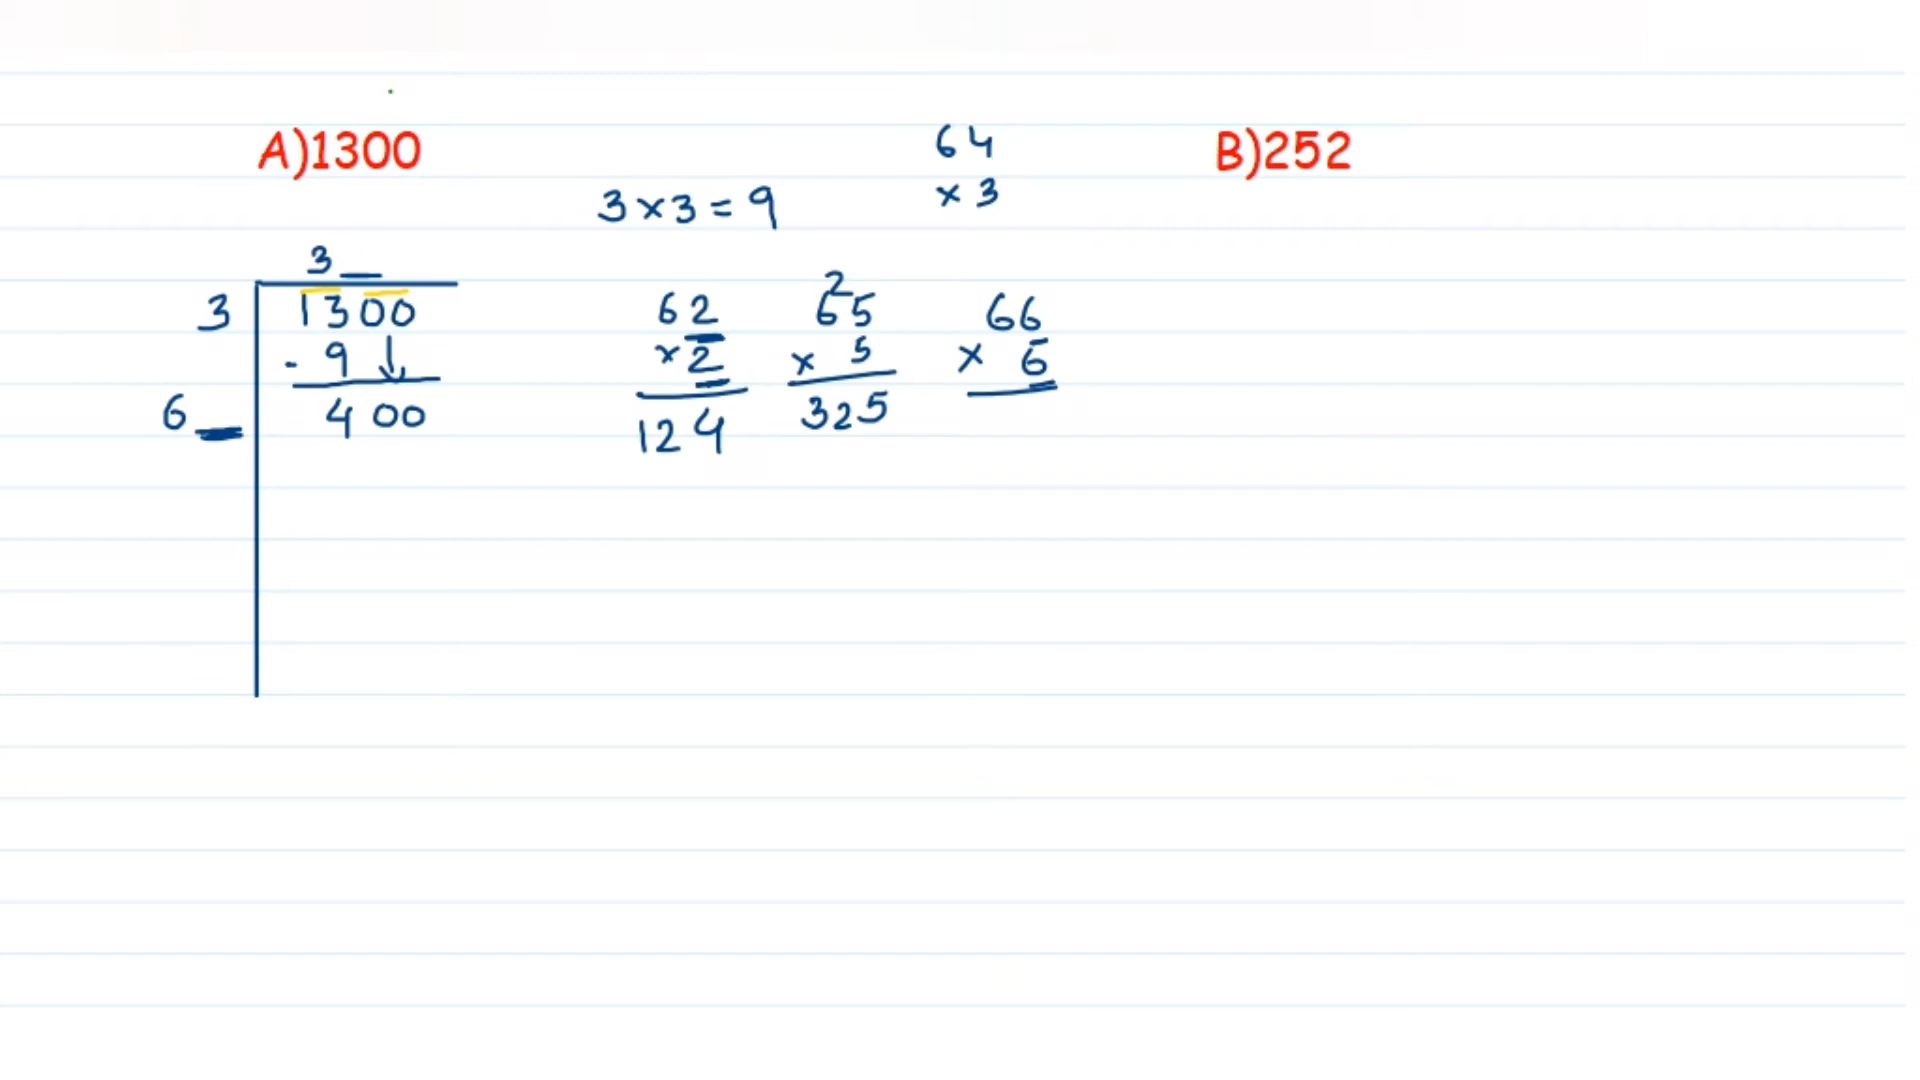 A)1300
3 × 3 = 9
64
× 3
B)252
3 _
3 1300
- 9 ↓
6 _ 400
62
× 2
124
2
65
× 5
325
66
× 6